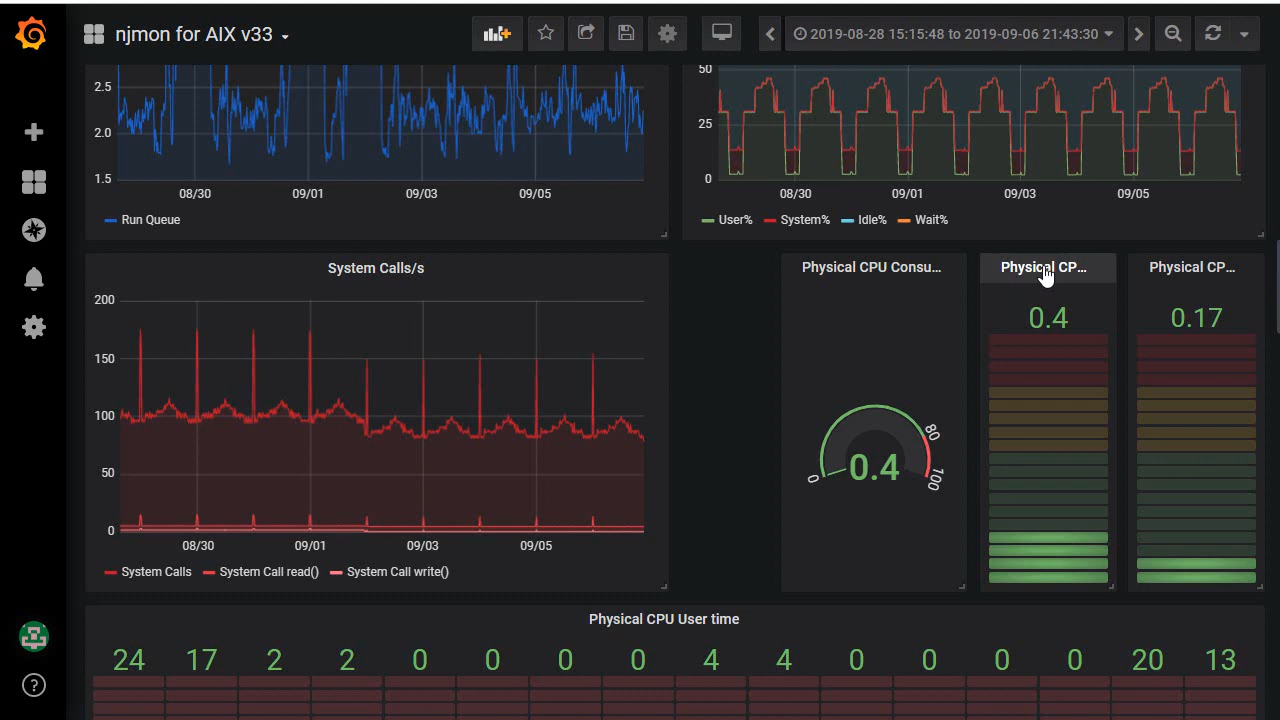 njmon for AIX v33
2019-08-28 15:15:48 to 2019-09-06 21:43:30
2.5
2.0
1.5
08/30 09/01 09/03 09/05
Run Queue
50
25
0
08/30 09/01 09/03 09/05
User% System% Idle% Wait%
System Calls/s
200
150
100
50
0
08/30 09/01 09/03 09/05
System Calls System Call read() System Call write()
Physical CPU Consu...
0 80 100
0.4
Physical CP...
0.4
Physical CP...
0.17
Physical CPU User time
24 17 2 2 0 0 0 0 4 4 0 0 0 0 20 13